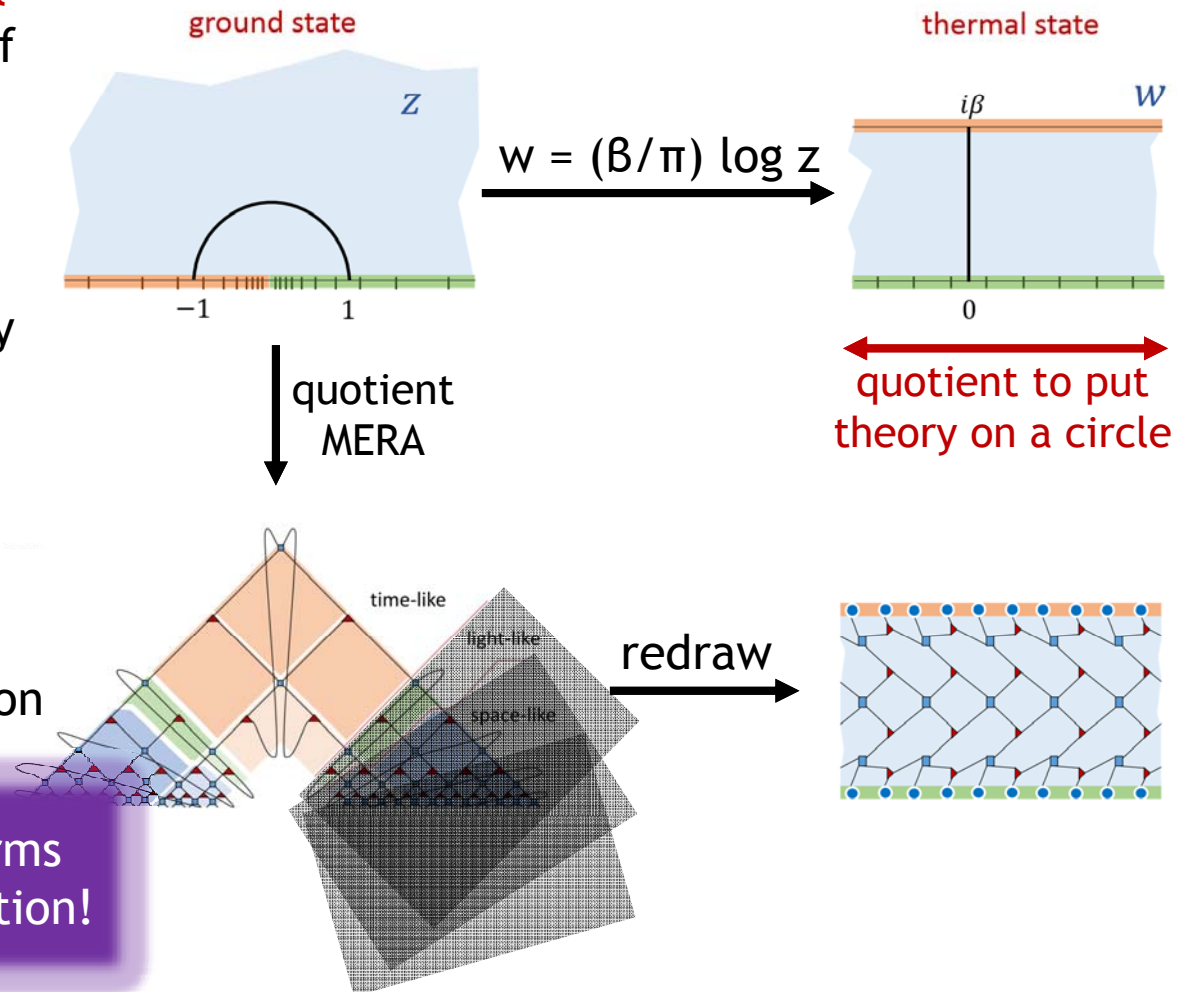 ground state
thermal state
f
z
iβ
w
w = (β/π) log z
−1
1
0
y
quotient
MERA
quotient to put
theory on a circle
time-like
light-like
redraw
space-like
on
rms
tion!